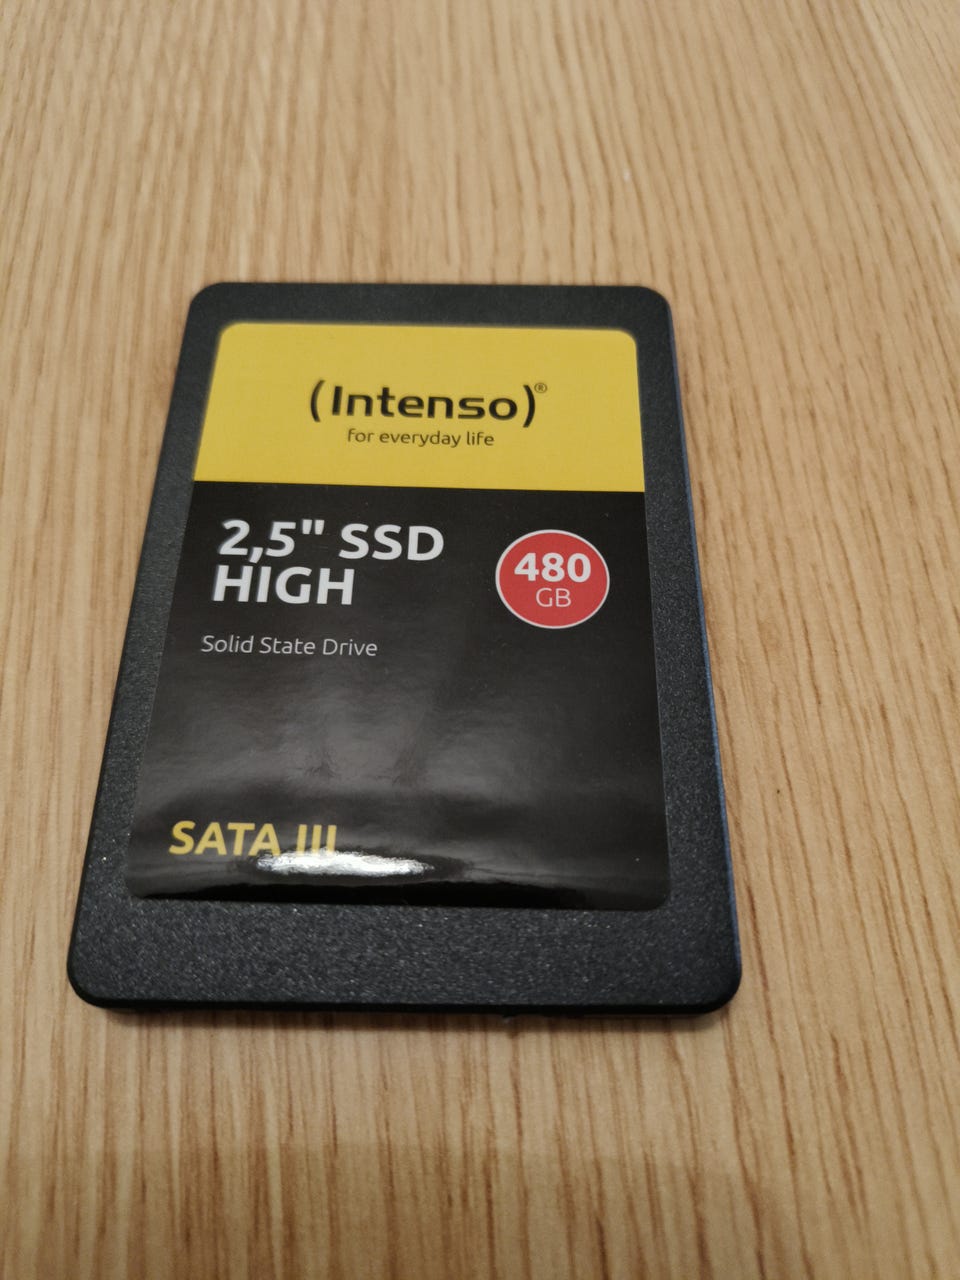 (Intenso)®
for everyday life
2,5" SSD
HIGH
480
GB
Solid State Drive
SATA III